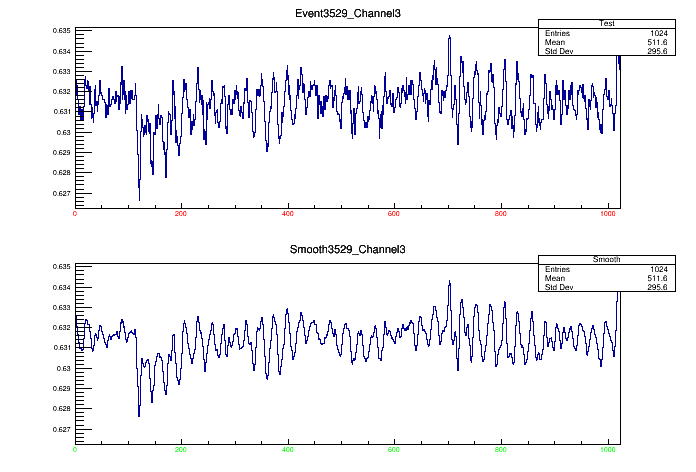 Event3529_Channel3
Test
Entries 1024
Mean 511.6
Std Dev 295.6
0.635
0.634
0.633
0.632
0.631
0.63
0.629
0.628
0.627
0 200 400 600 800 1000
Smooth3529_Channel3
Smooth
Entries 1024
Mean 511.6
Std Dev 295.6
0.635
0.634
0.633
0.632
0.631
0.63
0.629
0.628
0.627
0 200 400 600 800 1000